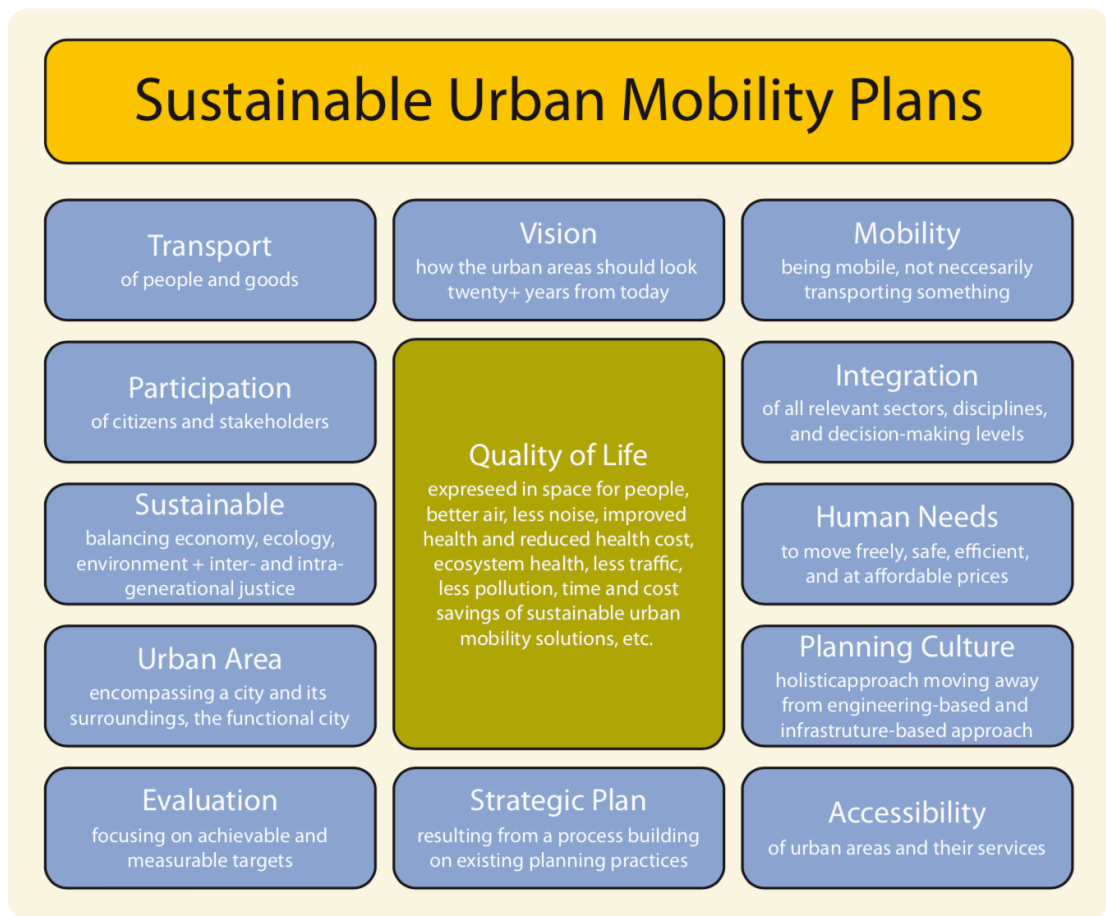 Sustainable Urban Mobility Plans
Transport
of people and goods
Vision
how the urban areas should look
twenty+ years from today
Mobility
being mobile, not neccesarily
transporting something
Participation
of citizens and stakeholders
Quality of Life
expreseed in space for people,
better air, less noise, improved
health and reduced health cost,
ecosystem health, less traffic,
less pollution, time and cost
savings of sustainable urban
mobility solutions, etc.
Integration
of all relevant sectors, disciplines,
and decision-making levels
Sustainable
balancing economy, ecology,
environment + inter- and intra-
generational justice
Human Needs
to move freely, safe, efficient,
and at affordable prices
Urban Area
encompassing a city and its
surroundings, the functional city
Planning Culture
holisticapproach moving away
from engineering-based and
infrastruture-based approach
Evaluation
focusing on achievable and
measurable targets
Strategic Plan
resulting from a process building
on existing planning practices
Accessibility
of urban areas and their services